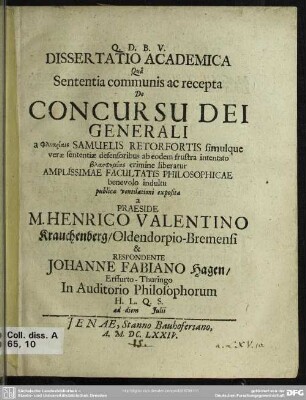 Q. D. B. V.
DISSERTATIO ACADEMICA
Quâ
Sententia communis ac recepta
De
CONCURSU DEI
GENERALI
a SAMUELIS RETORFORTIS simulque
veræ sententiæ defensoribus ab eodem frustra intentato
crimine liberatur
AMPLISSIMAE FACULTATIS PHILOSOPHICAE
benevolo indultu
publicæ ventilationi exposita
a
PRAESIDE
M. HENRICO VALENTINO
Krauchenberg/Oldendorpio-Bremensi
&
RESPONDENTE
JOHANNE FABIANO Hagen/
Erffurto-Thuringo
In Auditorio Philosophorum
H. L. Q. S.
ad diem Julii
JENAE, Stanno Bauhoferiano,
A. M. DC. LXXIV.
15.
Coll. diss. A
65, 10